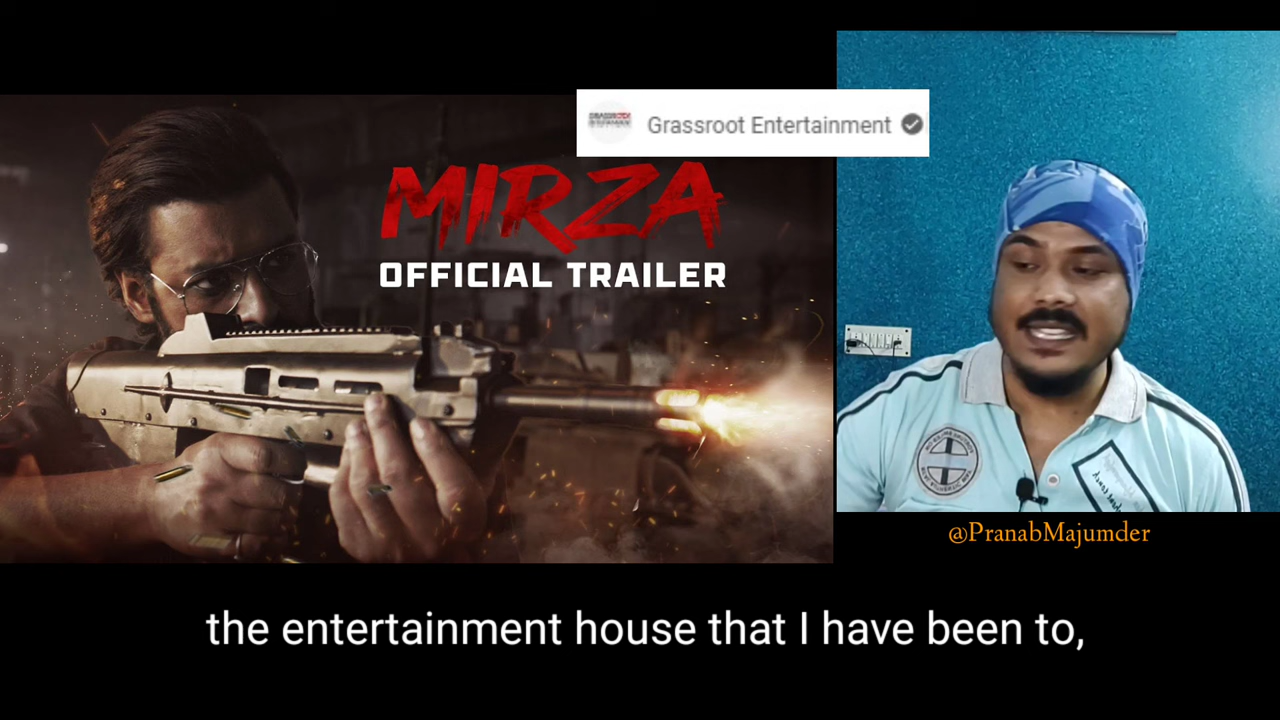 Grassroot Entertainment
MIRZA
OFFICIAL TRAILER
@PranabMajumder
the entertainment house that I have been to,